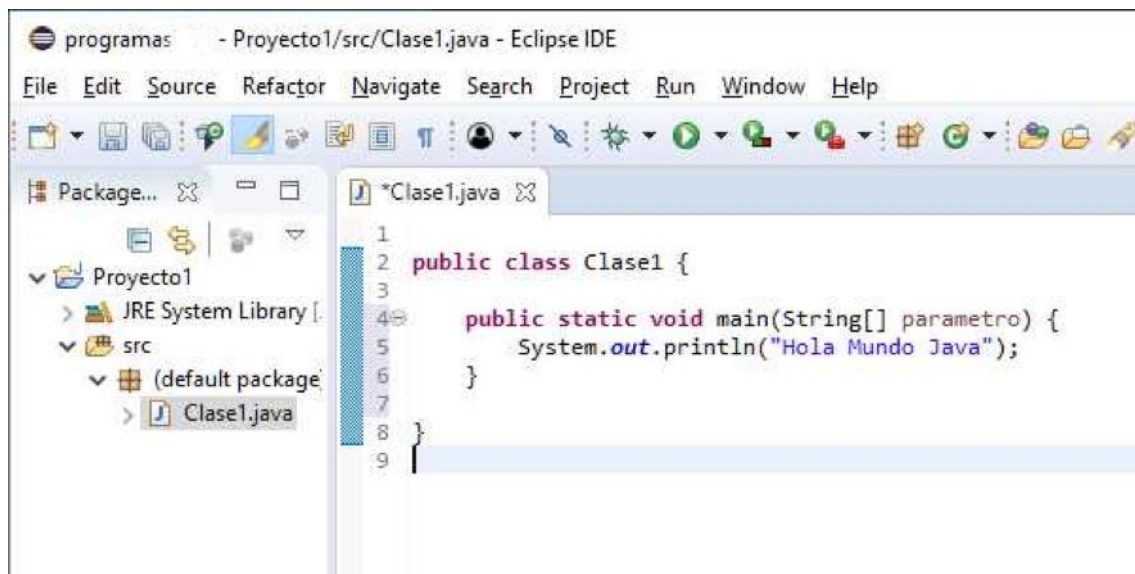 programas - Proyecto1/src/Clase1.java - Eclipse IDE
File Edit Source Refactor Navigate Search Project Run Window Help
Package...
*Clase1.java
Proyecto1
JRE System Library [
src
(default package
Clase1.java
1
2 public class Clase1 {
3
4 public static void main(String[] parametro) {
5 System.out.println("Hola Mundo Java");
6 }
7
8 }
9